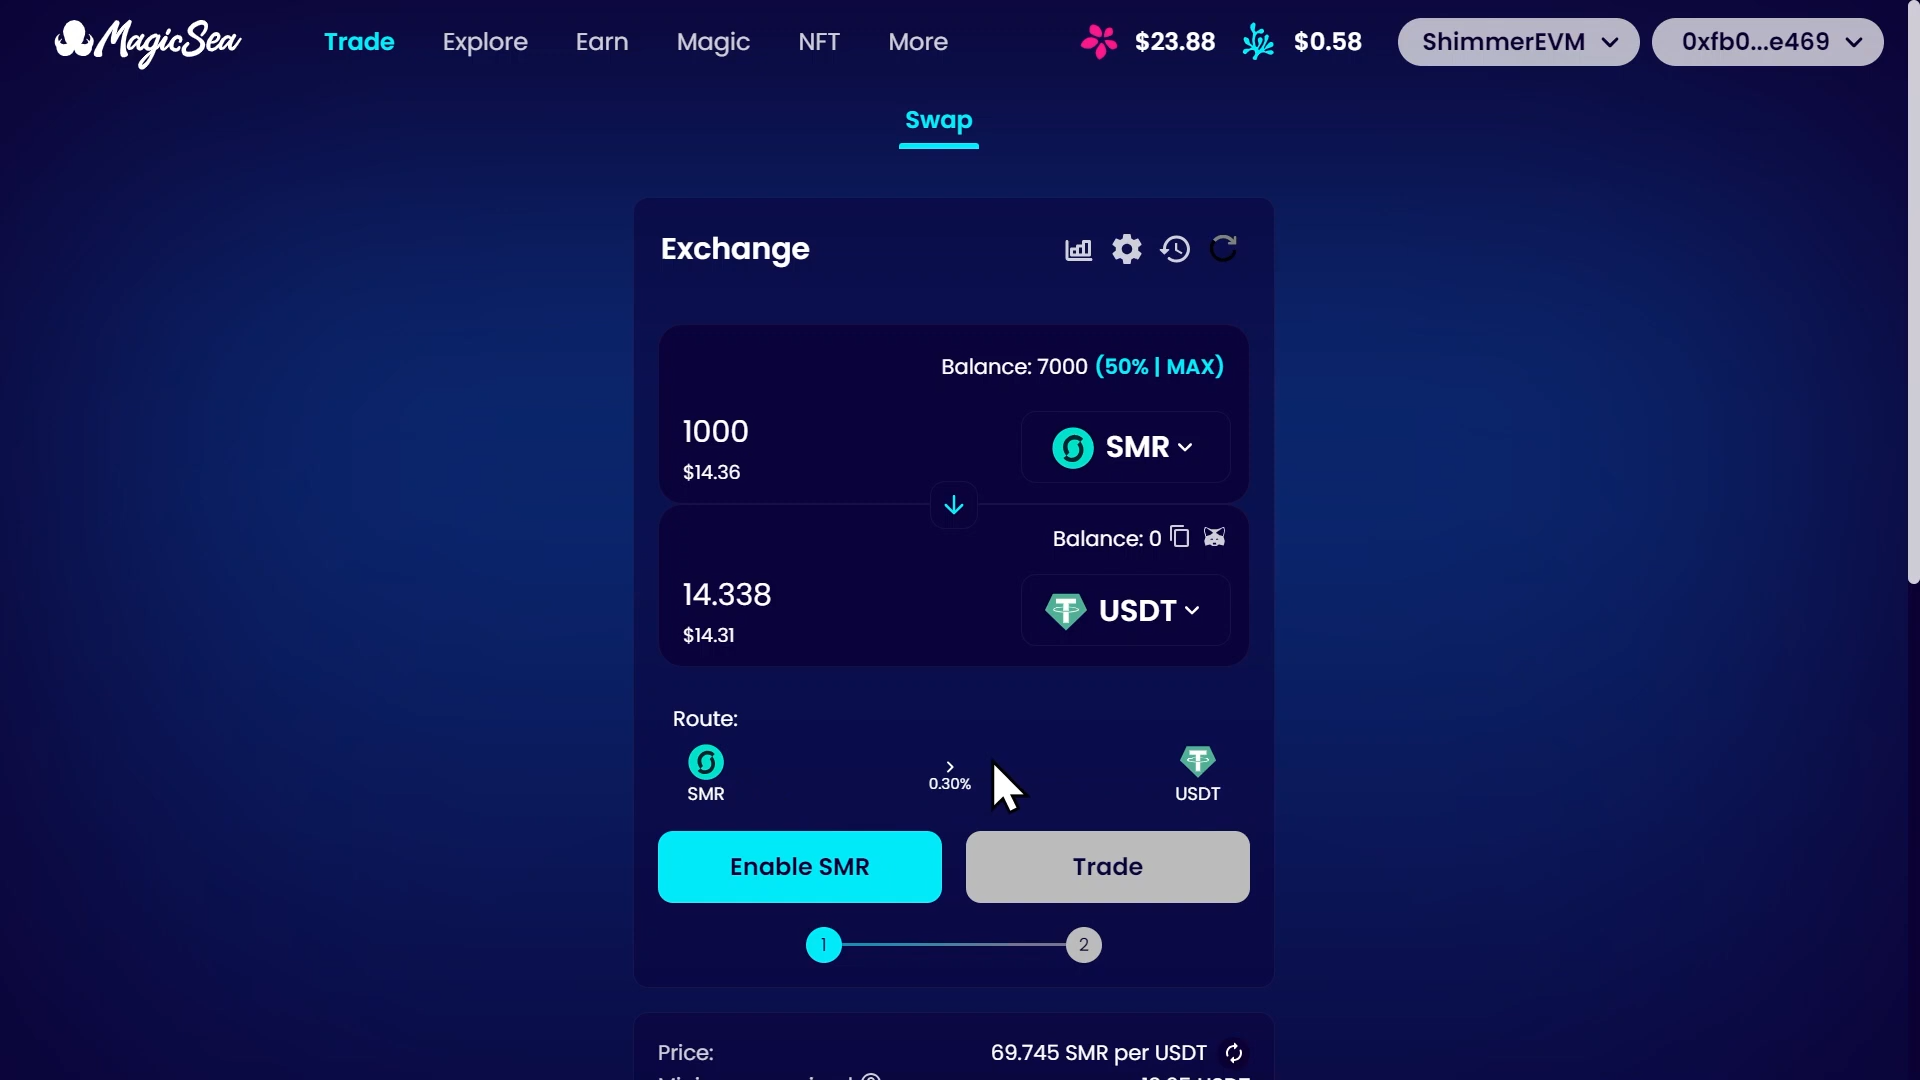 MagicSea Trade Explore Earn Magic NFT More $23.88 $0.58 ShimmerEVM 0xfb0...e469
Swap
Exchange
Balance: 7000 (50% | MAX)
1000
SMR
$14.36
Balance: 0
14.338
USDT
$14.31
Route:
0.30%
SMR USDT
Enable SMR Trade
1 2
Price: 69.745 SMR per USDT